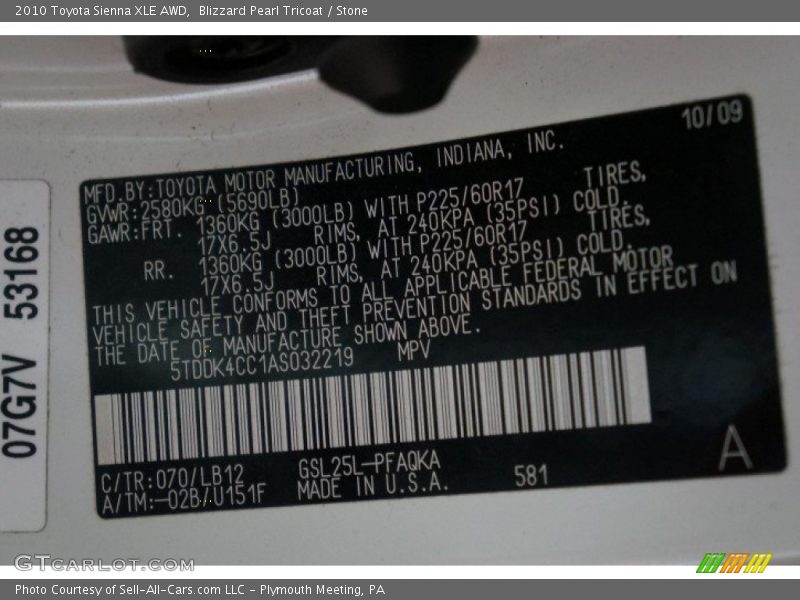 2010 Toyota Sienna XLE AWD,  Blizzard Pearl Tricoat / Stone
10/09
MFD.BY:TOYOTA MOTOR MANUFACTURING, INDIANA, INC.
GVWR:2580KG (5690LB)
GAWR:FRT. 1360KG (3000LB) WITH P225/60R17 TIRES,
17X6.5J RIMS, AT 240KPA (35PSI) COLD.
RR. 1360KG (3000LB) WITH P225/60R17 TIRES,
17X6.5J RIMS, AT 240KPA (35PSI) COLD.
THIS VEHICLE CONFORMS TO ALL APPLICABLE FEDERAL MOTOR
VEHICLE SAFETY AND THEFT PREVENTION STANDARDS IN EFFECT ON
THE DATE OF MANUFACTURE SHOWN ABOVE.
5TDDK4CC1AS032219 MPV
C/TR:070/LB12 GSL25L-PFAQKA
A/TM:-02B/U151F MADE IN U.S.A. 581
A
07G7V 53168
GTCARLOT.COM
Photo Courtesy of Sell-All-Cars.com LLC - Plymouth Meeting, PA